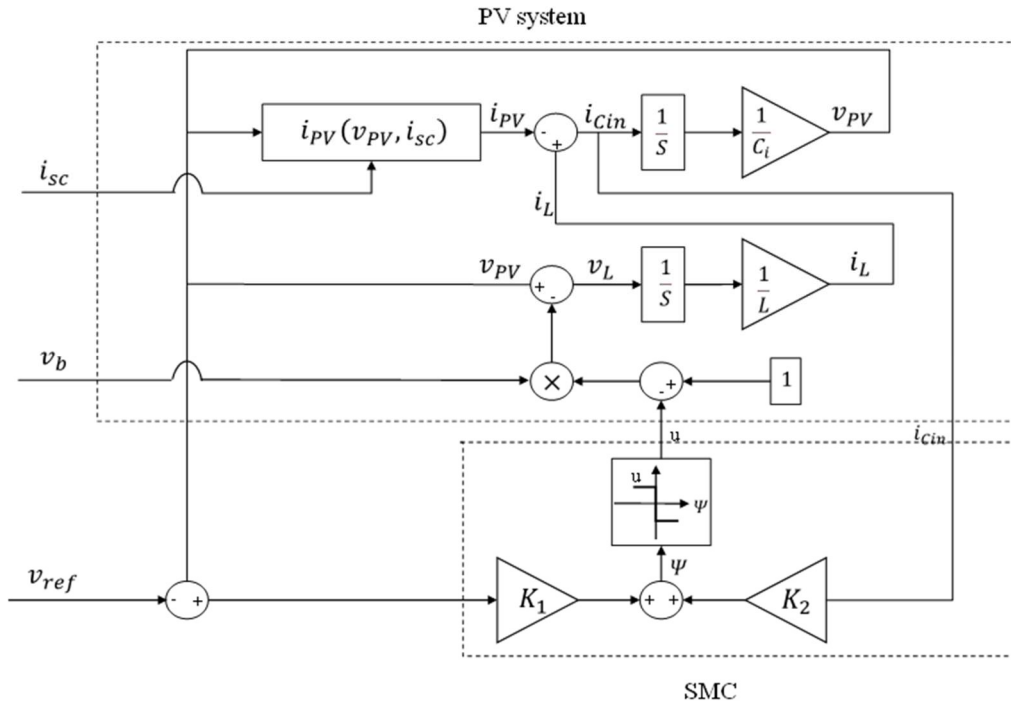 PV system
i_PV(v_PV, i_sc)
i_PV
-
+
i_Cin
1/S
1/C_i
v_PV
i_sc
i_L
v_PV
+
-
v_L
1/S
1/L
i_L
v_b
×
-
+
1
u
i_Cin
u
Ψ
Ψ
v_ref
-
+
K_1
+
+
K_2
SMC